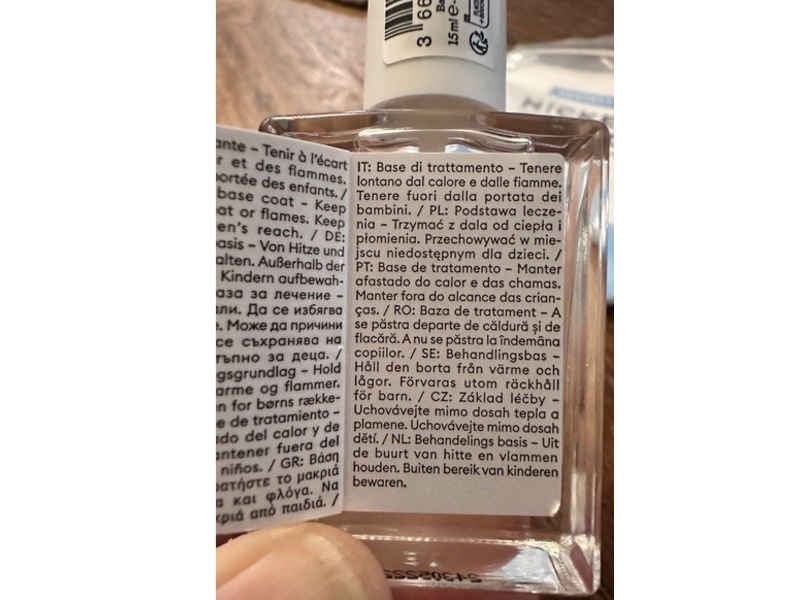 3 66
15 ml e
NICKE
ante – Tenir à l'écart
r et des flammes.
portée des enfants. /
base coat – Keep
at or flames. Keep
en's reach. / DE:
asis – Von Hitze und
alten. Außerhalb der
Kindern aufbewah-
аза за лечение –
али. Да се избягва
е. Може да причини
се съхранява на
тъпно за деца. /
gsgrundlag – Hold
arme og flammer.
n for børns række-
e de tratamiento –
ado del calor y de
antener fuera del
niños. / GR: Βάση
ρατήστε το μακριά
α και φλόγα. Να
κριά από παιδιά. /
IT: Base di trattamento – Tenere
lontano dal calore e dalle fiamme.
Tenere fuori dalla portata dei
bambini. / PL: Podstawa lecze-
nia – Trzymać z dala od ciepła i
płomienia. Przechowywać w mie-
jscu niedostępnym dla dzieci. /
PT: Base de tratamento – Manter
afastado do calor e das chamas.
Manter fora do alcance das crian-
ças. / RO: Baza de tratament – A
se păstra departe de căldură și de
flacără. A nu se păstra la îndemâna
copiilor. / SE: Behandlingsbas –
Håll den borta från värme och
lågor. Förvaras utom räckhåll
för barn. / CZ: Základ léčby –
Uchovávejte mimo dosah tepla a
plamene. Uchovávejte mimo dosah
dětí. / NL: Behandelings basis – Uit
de buurt van hitte en vlammen
houden. Buiten bereik van kinderen
bewaren.